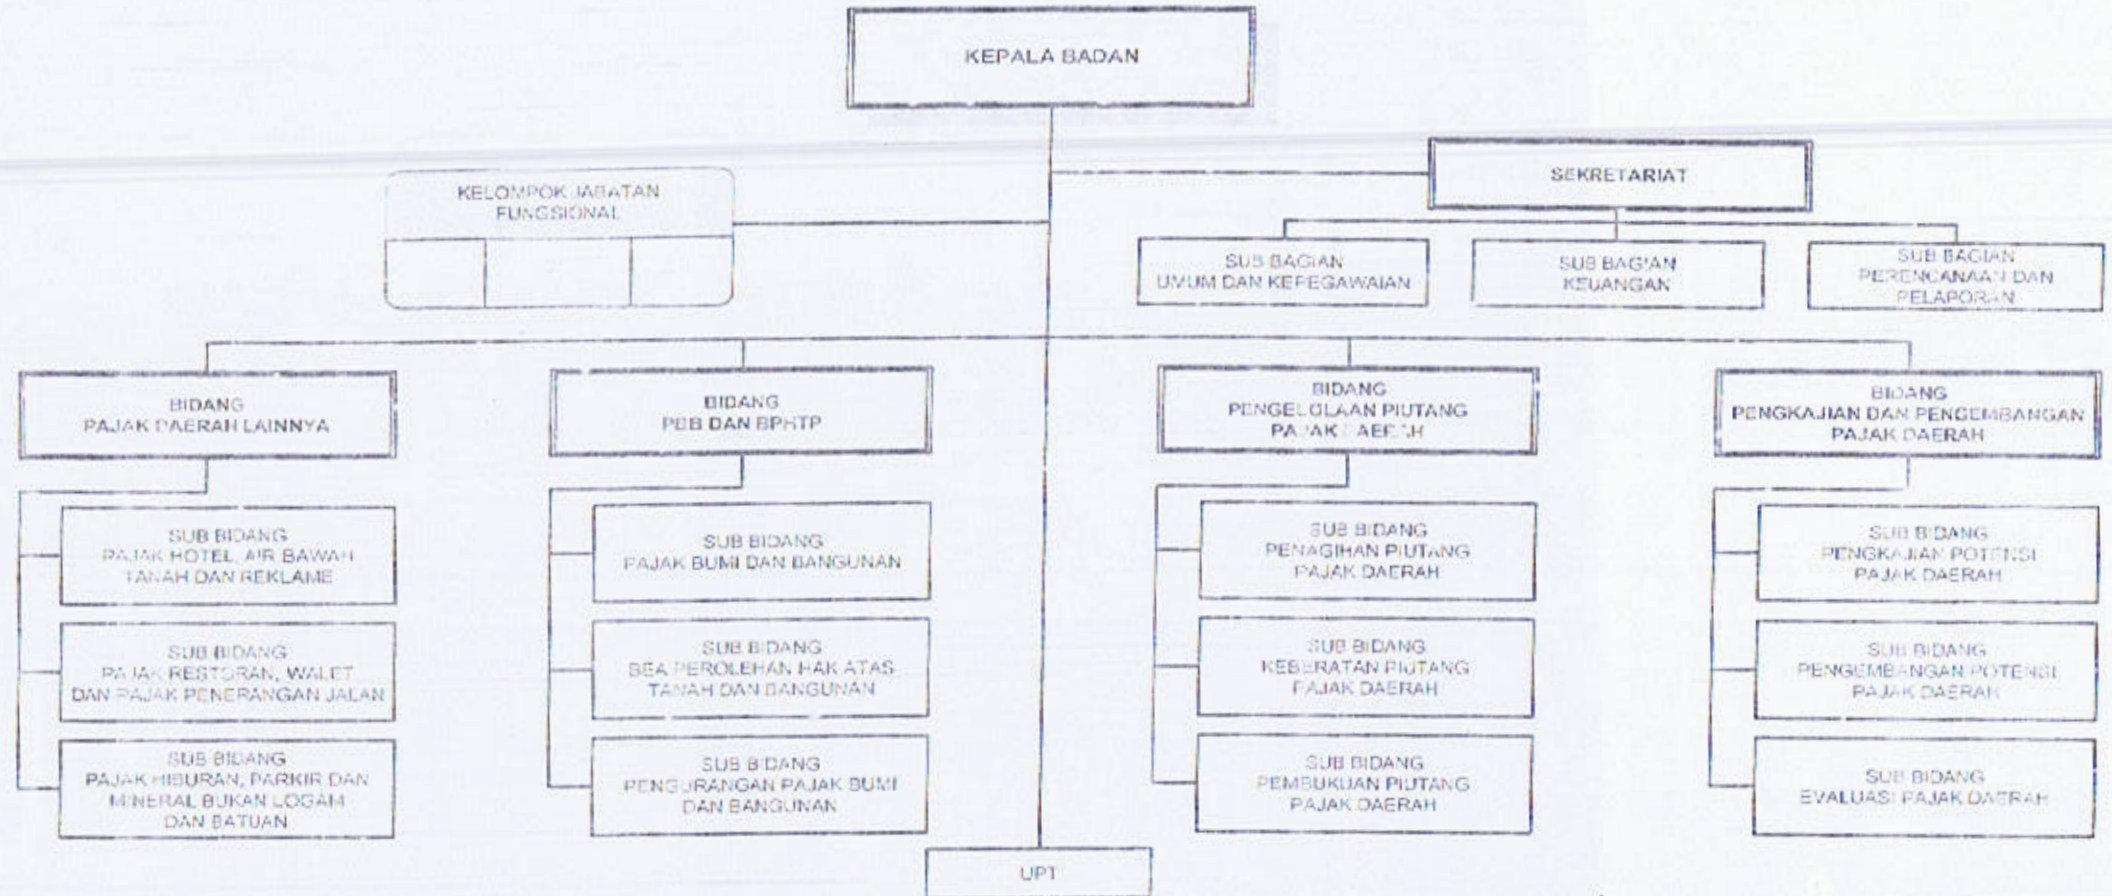 KEPALA BADAN
SEKRETARIAT
KELOMPOK JABATAN
FUNGSIONAL
SUB BAGIAN
UMUM DAN KEPEGAWAIAN
SUB BAGIAN
KEUANGAN
SUB BAGIAN
PERENCANAAN DAN
PELAPORAN
BIDANG
PAJAK DAERAH LAINNYA
BIDANG
PBB DAN BPHTP
BIDANG
PENGELOLAAN PIUTANG
PAJAK DAERAH
BIDANG
PENGKAJIAN DAN PENGEMBANGAN
PAJAK DAERAH
SUB BIDANG
PAJAK HOTEL, AIR BAWAH
TANAH DAN REKLAME
SUB BIDANG
PAJAK RESTORAN, WALET
DAN PAJAK PENERANGAN JALAN
SUB BIDANG
PAJAK HIBURAN, PARKIR DAN
MINERAL BUKAN LOGAM
DAN BATUAN
SUB BIDANG
PAJAK BUMI DAN BANGUNAN
SUB BIDANG
BEA PEROLEHAN HAK ATAS
TANAH DAN BANGUNAN
SUB BIDANG
PENGURANGAN PAJAK BUMI
DAN BANGUNAN
SUB BIDANG
PENAGIHAN PIUTANG
PAJAK DAERAH
SUB BIDANG
KEBERATAN PIUTANG
PAJAK DAERAH
SUB BIDANG
PEMBUKUAN PIUTANG
PAJAK DAERAH
SUB BIDANG
PENGKAJIAN POTENSI
PAJAK DAERAH
SUB BIDANG
PENGEMBANGAN POTENSI
PAJAK DAERAH
SUB BIDANG
EVALUASI PAJAK DAERAH
UPT